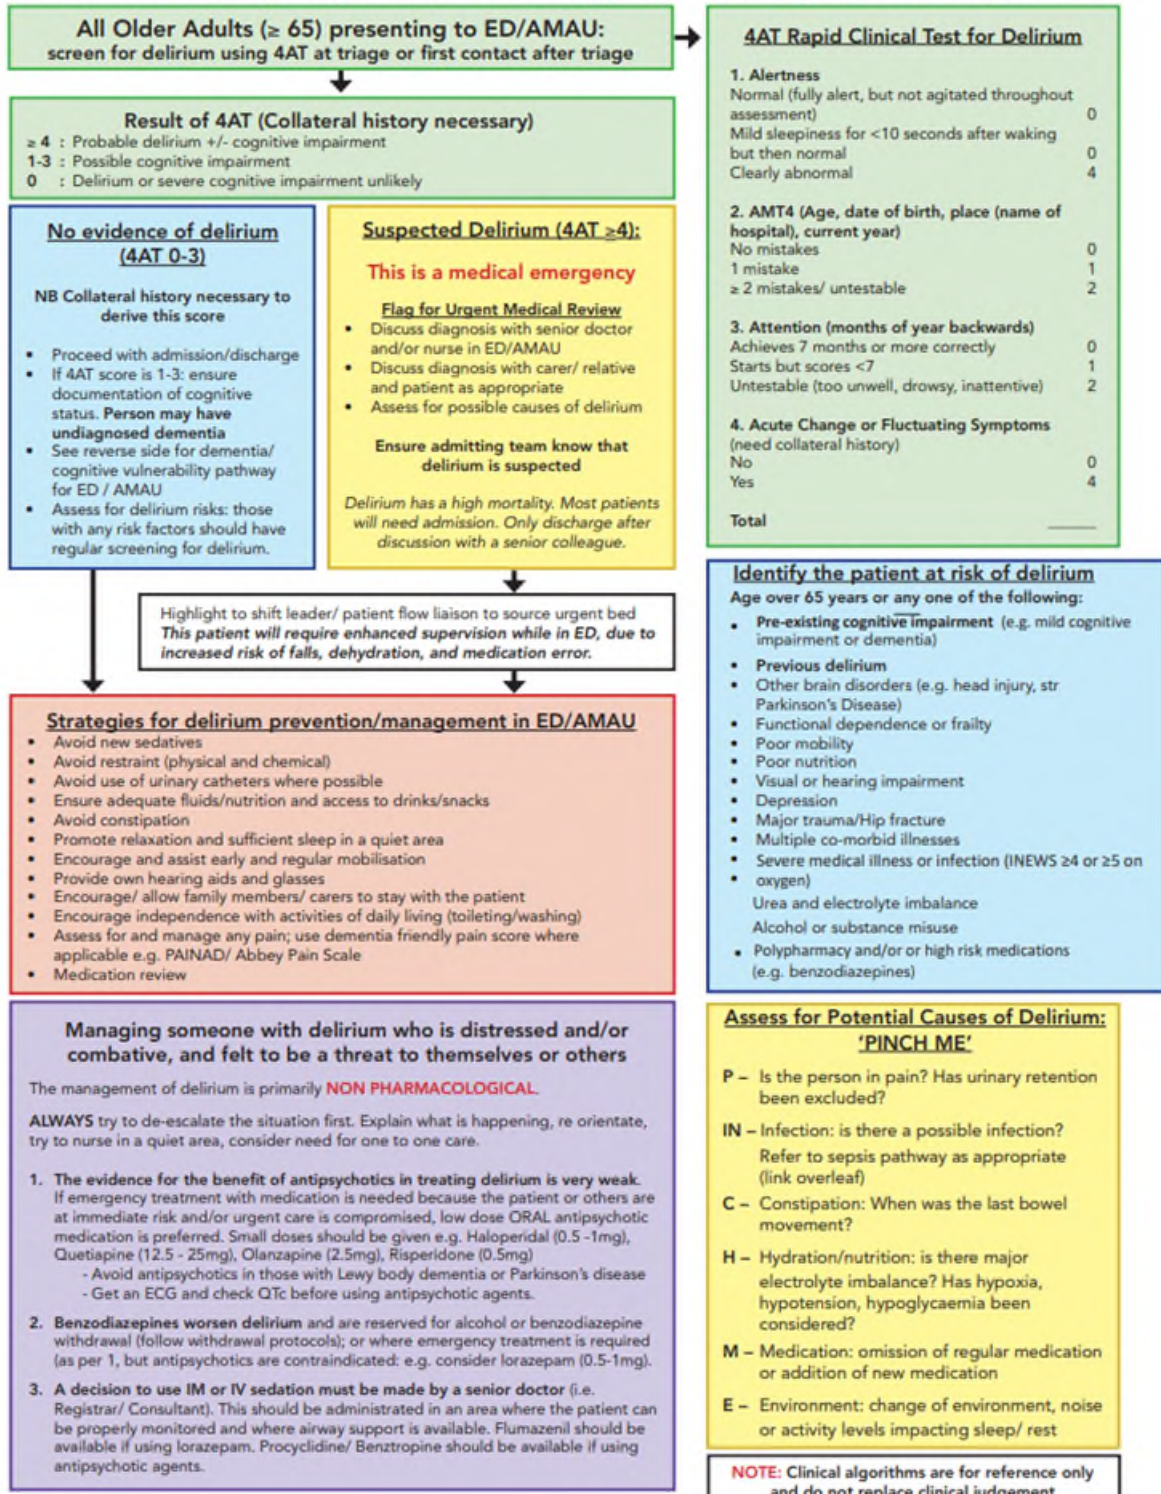 All Older Adults (≥ 65) presenting to ED/AMAU:
screen for delirium using 4AT at triage or first contact after triage
Result of 4AT (Collateral history necessary)
≥ 4 : Probable delirium +/- cognitive impairment
1-3 : Possible cognitive impairment
0 : Delirium or severe cognitive impairment unlikely
No evidence of delirium
(4AT 0-3)
NB Collateral history necessary to
derive this score
• Proceed with admission/discharge
• If 4AT score is 1-3: ensure
documentation of cognitive
status. Person may have
undiagnosed dementia
• See reverse side for dementia/
cognitive vulnerability pathway
for ED / AMAU
• Assess for delirium risks: those
with any risk factors should have
regular screening for delirium.
Suspected Delirium (4AT ≥4):
This is a medical emergency
Flag for Urgent Medical Review
• Discuss diagnosis with senior doctor
and/or nurse in ED/AMAU
• Discuss diagnosis with carer/ relative
and patient as appropriate
• Assess for possible causes of delirium
Ensure admitting team know that
delirium is suspected
Delirium has a high mortality. Most patients
will need admission. Only discharge after
discussion with a senior colleague.
Highlight to shift leader/ patient flow liaison to source urgent bed
This patient will require enhanced supervision while in ED, due to
increased risk of falls, dehydration, and medication error.
Strategies for delirium prevention/management in ED/AMAU
• Avoid new sedatives
• Avoid restraint (physical and chemical)
• Avoid use of urinary catheters where possible
• Ensure adequate fluids/nutrition and access to drinks/snacks
• Avoid constipation
• Promote relaxation and sufficient sleep in a quiet area
• Encourage and assist early and regular mobilisation
• Provide own hearing aids and glasses
• Encourage/ allow family members/ carers to stay with the patient
• Encourage independence with activities of daily living (toileting/washing)
• Assess for and manage any pain; use dementia friendly pain score where
applicable e.g. PAINAD/ Abbey Pain Scale
• Medication review
Managing someone with delirium who is distressed and/or
combative, and felt to be a threat to themselves or others
The management of delirium is primarily NON PHARMACOLOGICAL.
ALWAYS try to de-escalate the situation first. Explain what is happening, re orientate,
try to nurse in a quiet area, consider need for one to one care.
1. The evidence for the benefit of antipsychotics in treating delirium is very weak.
If emergency treatment with medication is needed because the patient or others are
at immediate risk and/or urgent care is compromised, low dose ORAL antipsychotic
medication is preferred. Small doses should be given e.g. Haloperidal (0.5 -1mg),
Quetiapine (12.5 - 25mg), Olanzapine (2.5mg), Risperidone (0.5mg)
- Avoid antipsychotics in those with Lewy body dementia or Parkinson's disease
- Get an ECG and check QTc before using antipsychotic agents.
2. Benzodiazepines worsen delirium and are reserved for alcohol or benzodiazepine
withdrawal (follow withdrawal protocols); or where emergency treatment is required
(as per 1, but antipsychotics are contraindicated: e.g. consider lorazepam (0.5-1mg).
3. A decision to use IM or IV sedation must be made by a senior doctor (i.e.
Registrar/ Consultant). This should be administrated in an area where the patient can
be properly monitored and where airway support is available. Flumazenil should be
available if using lorazepam. Procyclidine/ Benztropine should be available if using
antipsychotic agents.
4AT Rapid Clinical Test for Delirium
1. Alertness
Normal (fully alert, but not agitated throughout
assessment) 0
Mild sleepiness for <10 seconds after waking
but then normal 0
Clearly abnormal 4
2. AMT4 (Age, date of birth, place (name of
hospital), current year)
No mistakes 0
1 mistake 1
≥ 2 mistakes/ untestable 2
3. Attention (months of year backwards)
Achieves 7 months or more correctly 0
Starts but scores <7 1
Untestable (too unwell, drowsy, inattentive) 2
4. Acute Change or Fluctuating Symptoms
(need collateral history)
No 0
Yes 4
Total ______
Identify the patient at risk of delirium
Age over 65 years or any one of the following:
• Pre-existing cognitive impairment (e.g. mild cognitive
impairment or dementia)
• Previous delirium
• Other brain disorders (e.g. head injury, str
Parkinson's Disease)
• Functional dependence or frailty
• Poor mobility
• Poor nutrition
• Visual or hearing impairment
• Depression
• Major trauma/Hip fracture
• Multiple co-morbid illnesses
• Severe medical illness or infection (INEWS ≥4 or ≥5 on
• oxygen)
Urea and electrolyte imbalance
Alcohol or substance misuse
• Polypharmacy and/or or high risk medications
(e.g. benzodiazepines)
Assess for Potential Causes of Delirium:
'PINCH ME'
P – Is the person in pain? Has urinary retention
been excluded?
IN – Infection: is there a possible infection?
Refer to sepsis pathway as appropriate
(link overleaf)
C – Constipation: When was the last bowel
movement?
H – Hydration/nutrition: is there major
electrolyte imbalance? Has hypoxia,
hypotension, hypoglycaemia been
considered?
M – Medication: omission of regular medication
or addition of new medication
E – Environment: change of environment, noise
or activity levels impacting sleep/ rest
NOTE: Clinical algorithms are for reference only
and do not replace clinical judgement